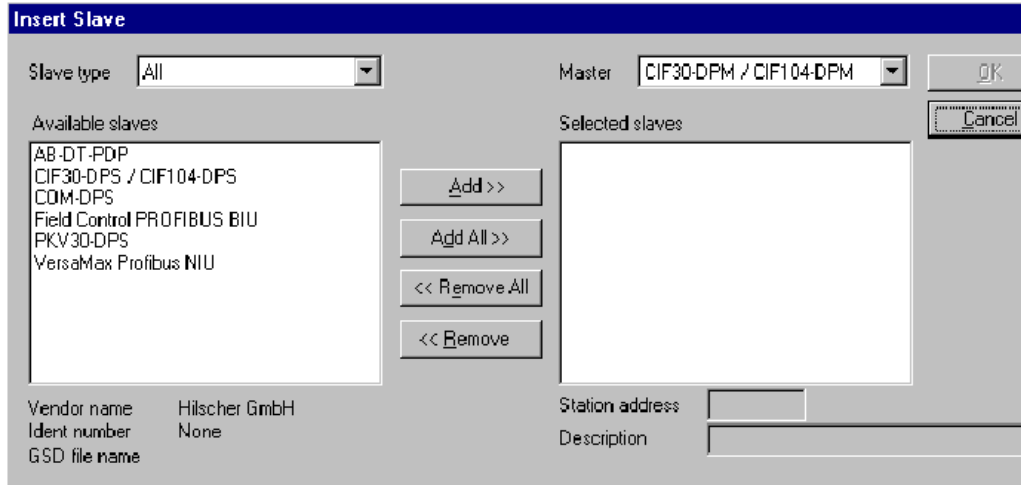 Insert Slave
Slave type All
Master CIF30-DPM / CIF104-DPM
OK
Cancel
Available slaves
AB-DT-PDP
CIF30-DPS / CIF104-DPS
COM-DPS
Field Control PROFIBUS BIU
PKV30-DPS
VersaMax Profibus NIU
Add >>
Add All >>
<< Remove All
<< Remove
Selected slaves
Vendor name Hilscher GmbH
Ident number None
GSD file name
Station address
Description